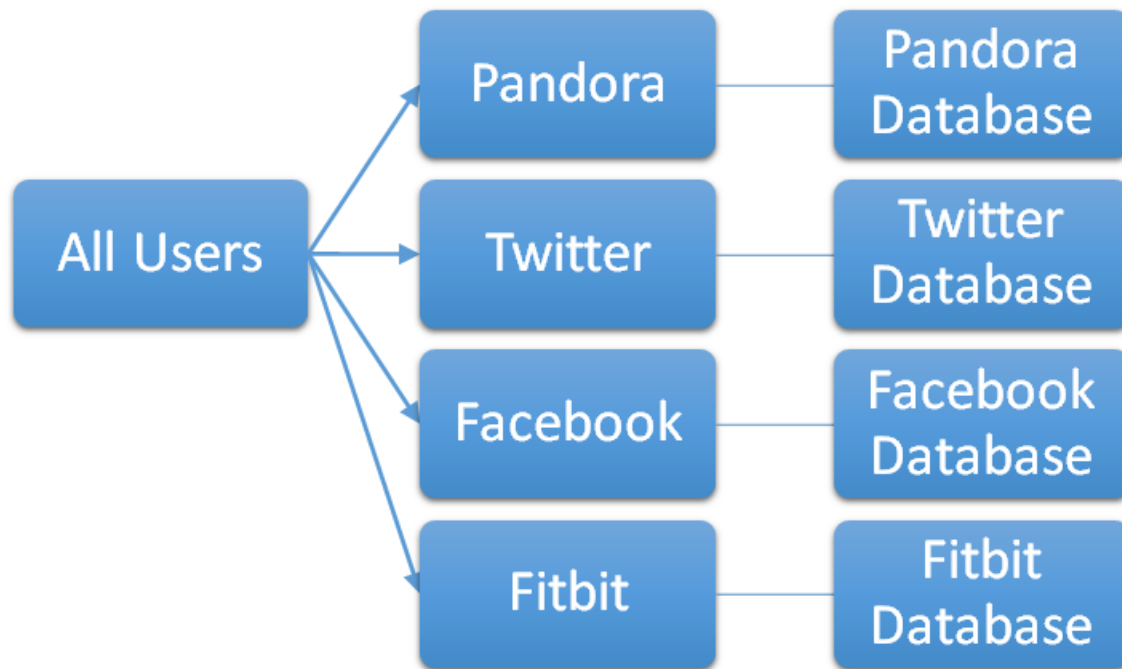 All Users
Pandora
Pandora
Database
Twitter
Twitter
Database
Facebook
Facebook
Database
Fitbit
Fitbit
Database